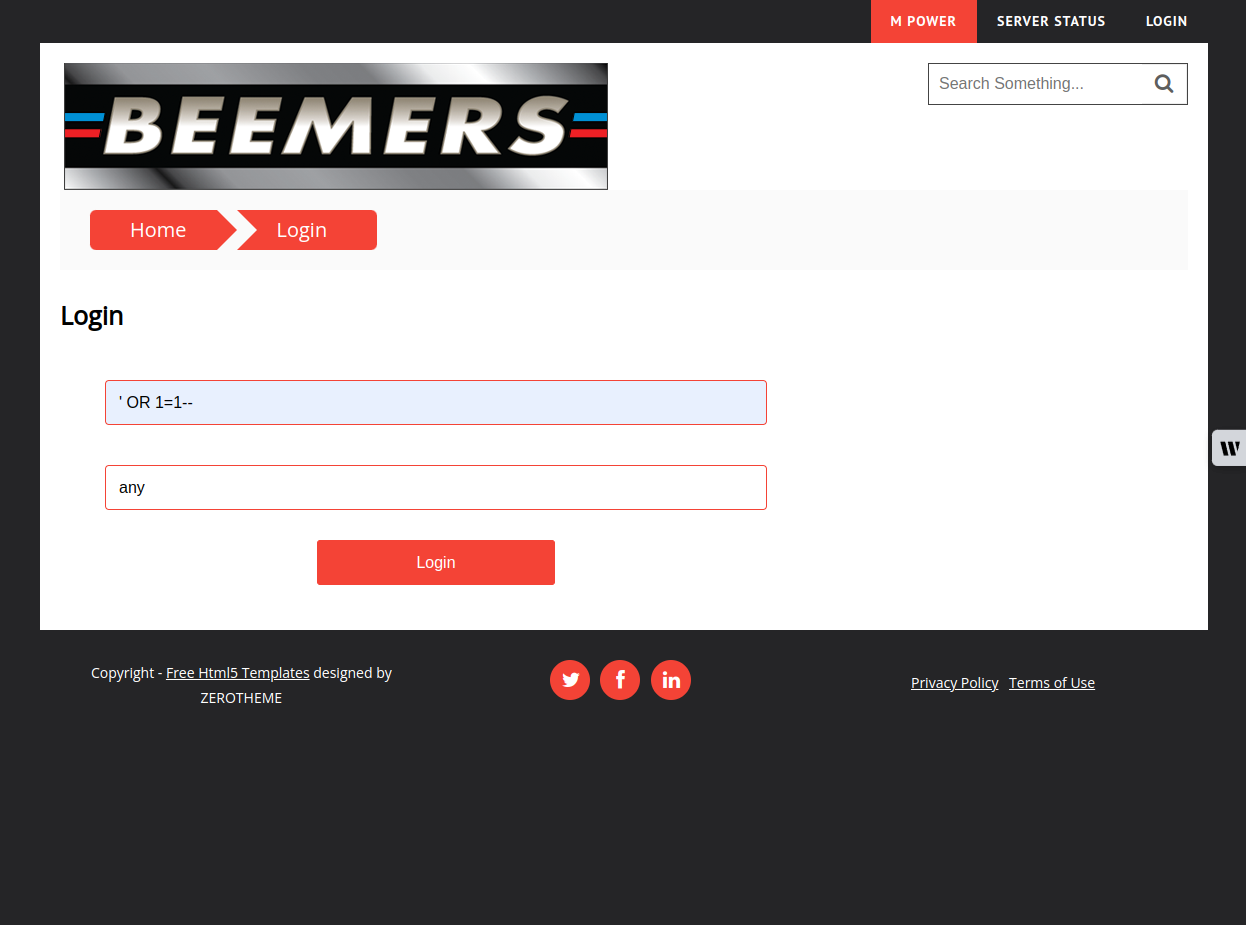 M POWER SERVER STATUS LOGIN
BEEMERS
Search Something...
Home Login
Login
' OR 1=1--
any
Login
Copyright - Free Html5 Templates designed by
ZEROTHEME
Privacy Policy Terms of Use